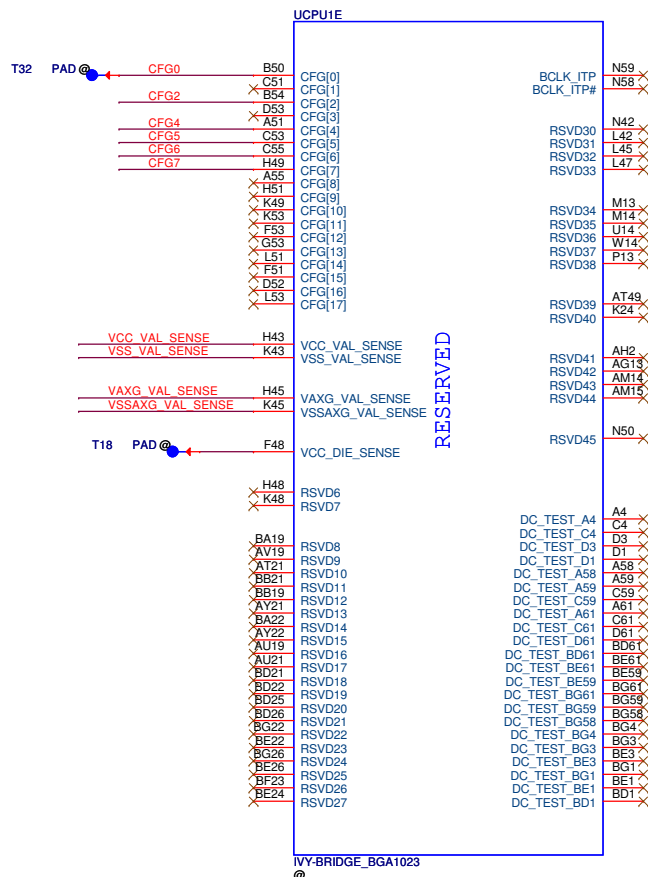 UCPU1E
T32 PAD @ CFG0 B50 CFG[0] BCLK_ITP N59
C51 CFG[1] BCLK_ITP# N58
CFG2 B54 CFG[2]
D53 CFG[3]
CFG4 A51 CFG[4] RSVD30 N42
CFG5 C53 CFG[5] RSVD31 L42
CFG6 C55 CFG[6] RSVD32 L45
CFG7 H49 CFG[7] RSVD33 L47
A55 CFG[8]
H51 CFG[9]
K49 CFG[10] RSVD34 M13
K53 CFG[11] RSVD35 M14
F53 CFG[12] RSVD36 U14
G53 CFG[13] RSVD37 W14
L51 CFG[14] RSVD38 P13
F51 CFG[15]
D52 CFG[16]
L53 CFG[17] RSVD39 AT49
RSVD40 K24
VCC_VAL_SENSE H43 VCC_VAL_SENSE
VSS_VAL_SENSE K43 VSS_VAL_SENSE RSVD41 AH2
RSVD42 AG13
RSVD43 AM14
VAXG_VAL_SENSE H45 VAXG_VAL_SENSE RSVD44 AM15
VSSAXG_VAL_SENSE K45 VSSAXG_VAL_SENSE
RESERVED
RSVD45 N50
T18 PAD @ F48 VCC_DIE_SENSE
H48 RSVD6
K48 RSVD7
DC_TEST_A4 A4
DC_TEST_C4 C4
BA19 RSVD8 DC_TEST_D3 D3
AV19 RSVD9 DC_TEST_D1 D1
AT21 RSVD10 DC_TEST_A58 A58
BB21 RSVD11 DC_TEST_A59 A59
BB19 RSVD12 DC_TEST_C59 C59
AY21 RSVD13 DC_TEST_A61 A61
BA22 RSVD14 DC_TEST_C61 C61
AY22 RSVD15 DC_TEST_D61 D61
AU19 RSVD16 DC_TEST_BD61 BD61
AU21 RSVD17 DC_TEST_BE61 BE61
BD21 RSVD18 DC_TEST_BE59 BE59
BD22 RSVD19 DC_TEST_BG61 BG61
BD25 RSVD20 DC_TEST_BG59 BG59
BD26 RSVD21 DC_TEST_BG58 BG58
BG22 RSVD22 DC_TEST_BG4 BG4
BE22 RSVD23 DC_TEST_BG3 BG3
BG26 RSVD24 DC_TEST_BE3 BE3
BE26 RSVD25 DC_TEST_BG1 BG1
BF23 RSVD26 DC_TEST_BE1 BE1
BE24 RSVD27 DC_TEST_BD1 BD1
IVY-BRIDGE_BGA1023
@